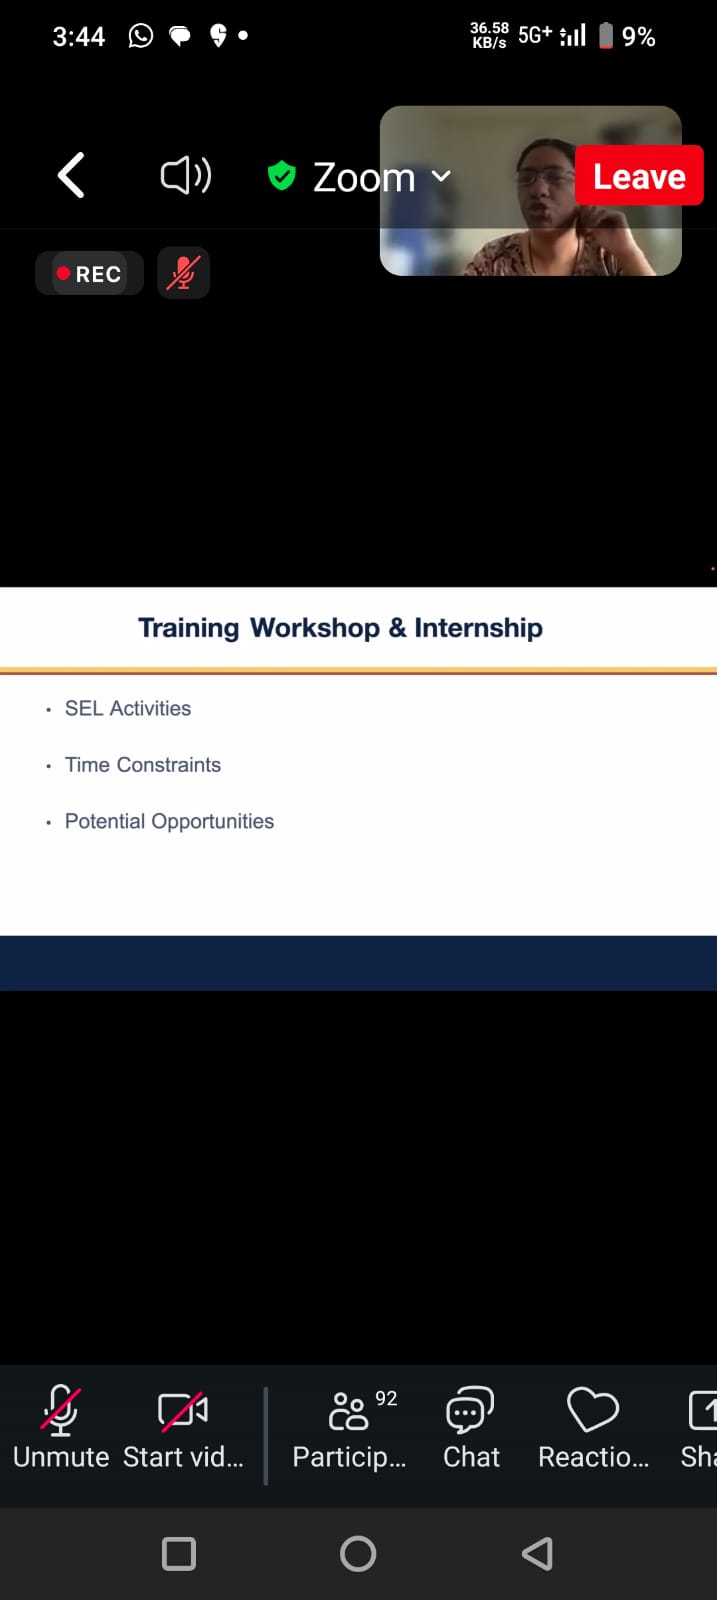 3:44
36.58 KB/s 5G+ 9%
Zoom
Leave
REC
Training Workshop & Internship
• SEL Activities
• Time Constraints
• Potential Opportunities
92
Unmute Start vid... Particip... Chat Reactio... Sha